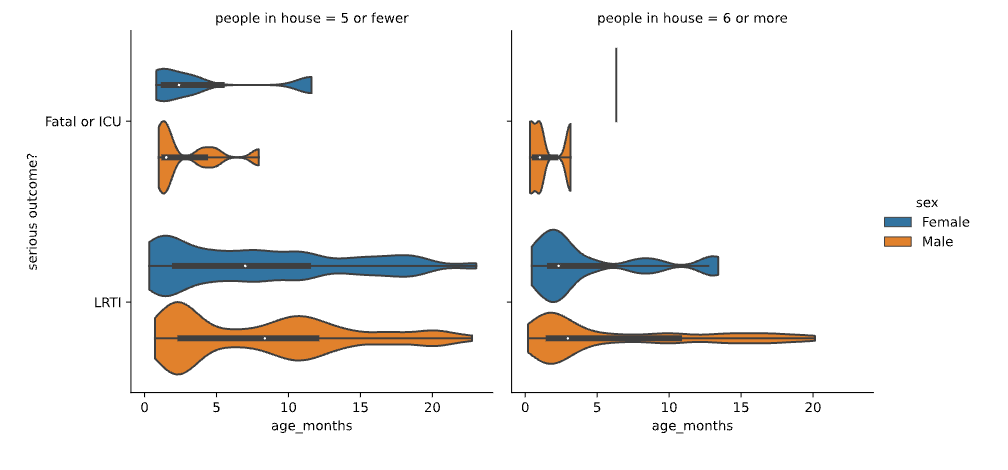 people in house = 5 or fewer
people in house = 6 or more
serious outcome?
Fatal or ICU
LRTI
0 5 10 15 20
age_months
0 5 10 15 20
age_months
sex
Female
Male